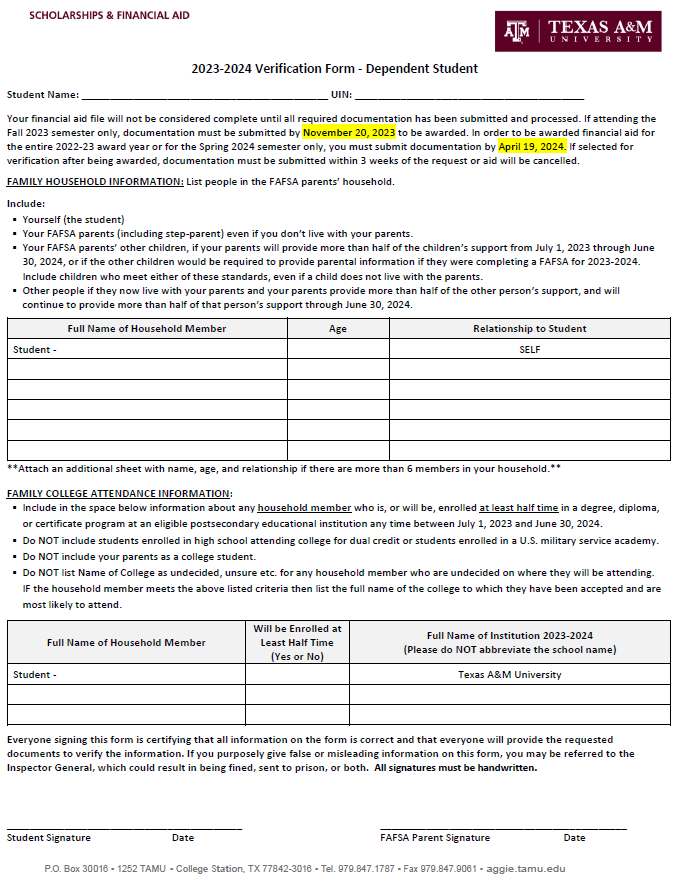 SCHOLARSHIPS & FINANCIAL AID
TEXAS A&M
UNIVERSITY
2023-2024 Verification Form - Dependent Student
Student Name: ________________________ UIN: ________________________
Your financial aid file will not be considered complete until all required documentation has been submitted and processed. If attending the
Fall 2023 semester only, documentation must be submitted by November 20, 2023 to be awarded. In order to be awarded financial aid for
the entire 2022-23 award year or for the Spring 2024 semester only, you must submit documentation by April 19, 2024. If selected for
verification after being awarded, documentation must be submitted within 3 weeks of the request or aid will be cancelled.
FAMILY HOUSEHOLD INFORMATION: List people in the FAFSA parents’ household.
Include:
▪ Yourself (the student)
▪ Your FAFSA parents (including step-parent) even if you don’t live with your parents.
▪ Your FAFSA parents’ other children, if your parents will provide more than half of the children’s support from July 1, 2023 through June
30, 2024, or if the other children would be required to provide parental information if they were completing a FAFSA for 2023-2024.
Include children who meet either of these standards, even if a child does not live with the parents.
▪ Other people if they now live with your parents and your parents provide more than half of the other person’s support, and will
continue to provide more than half of that person’s support through June 30, 2024.
Full Name of Household Member Age Relationship to Student
Student - SELF
**Attach an additional sheet with name, age, and relationship if there are more than 6 members in your household.**
FAMILY COLLEGE ATTENDANCE INFORMATION:
▪ Include in the space below information about any household member who is, or will be, enrolled at least half time in a degree, diploma,
or certificate program at an eligible postsecondary educational institution any time between July 1, 2023 and June 30, 2024.
▪ Do NOT include students enrolled in high school attending college for dual credit or students enrolled in a U.S. military service academy.
▪ Do NOT include your parents as a college student.
▪ Do NOT list Name of College as undecided, unsure etc. for any household member who are undecided on where they will be attending.
IF the household member meets the above listed criteria then list the full name of the college to which they have been accepted and are
most likely to attend.
Full Name of Household Member
Will be Enrolled at
Least Half Time
(Yes or No)
Full Name of Institution 2023-2024
(Please do NOT abbreviate the school name)
Student - Texas A&M University
Everyone signing this form is certifying that all information on the form is correct and that everyone will provide the requested
documents to verify the information. If you purposely give false or misleading information on this form, you may be referred to the
Inspector General, which could result in being fined, sent to prison, or both. All signatures must be handwritten.
Student Signature Date FAFSA Parent Signature Date
P.O. Box 30016 • 1252 TAMU • College Station, TX 77842-3016 • Tel. 979.847.1787 • Fax 979.847.9061 • aggie.tamu.edu